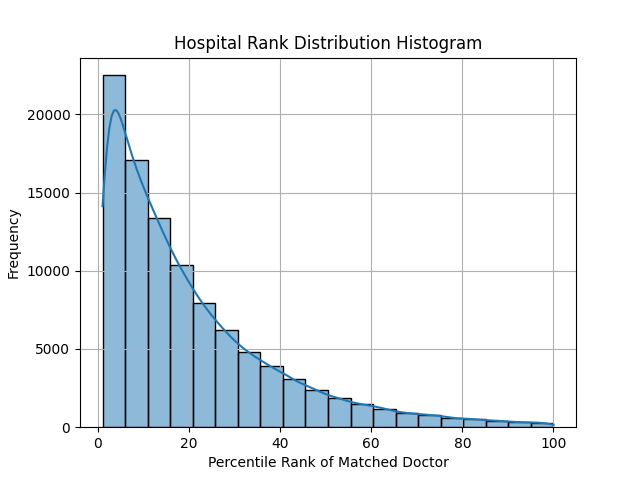 Hospital Rank Distribution Histogram
20000
15000
10000
5000
0
Frequency
0 20 40 60 80 100
Percentile Rank of Matched Doctor